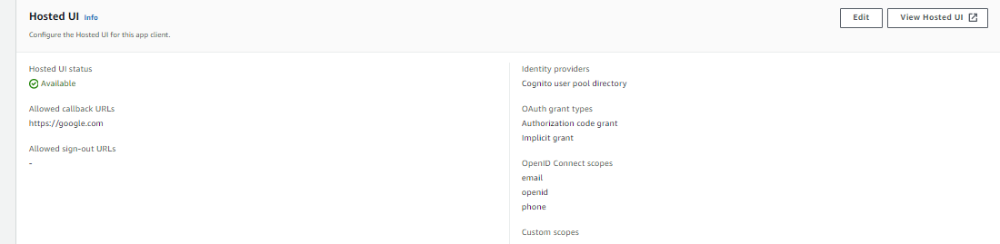 Hosted UI Info
Edit
View Hosted UI
Configure the Hosted UI for this app client.
Hosted UI status
Available
Allowed callback URLs
https://google.com
Allowed sign-out URLs
-
Identity providers
Cognito user pool directory
OAuth grant types
Authorization code grant
Implicit grant
OpenID Connect scopes
email
openid
phone
Custom scopes